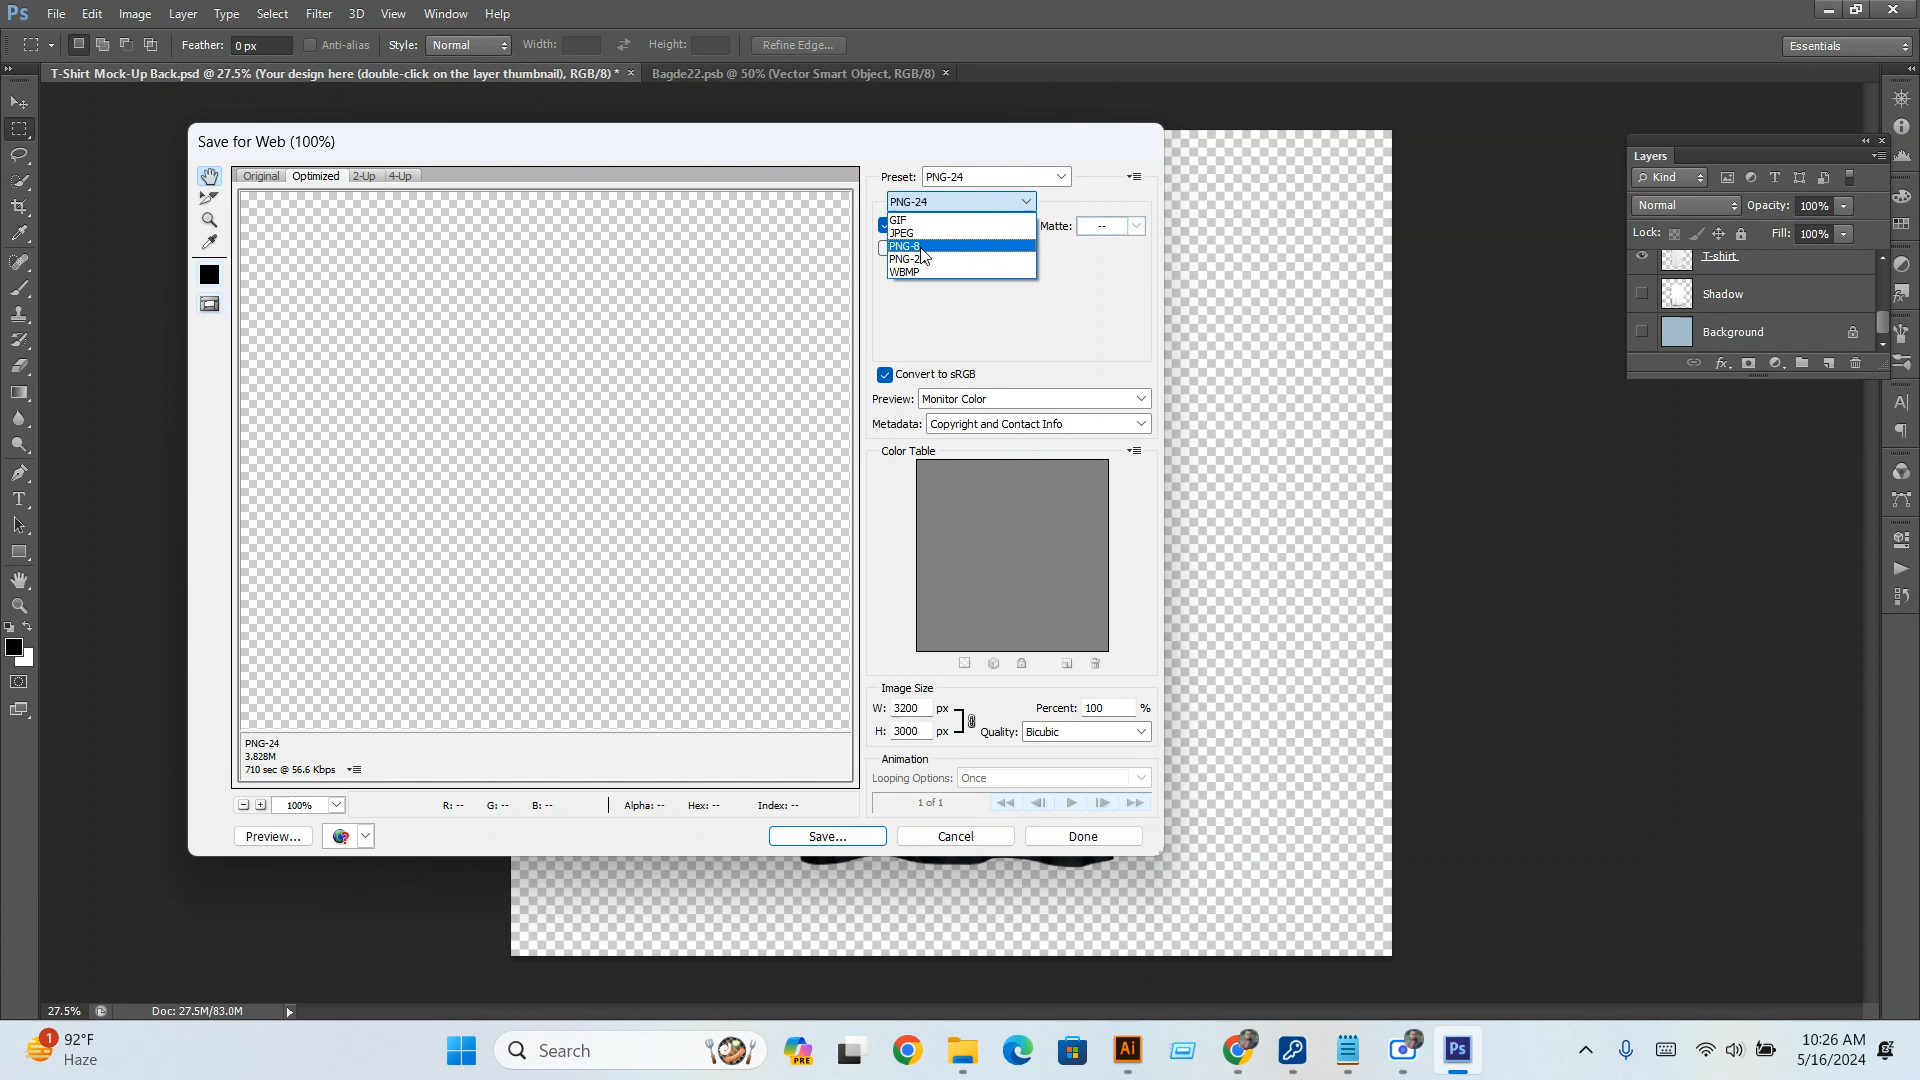 Ps File Edit Image Layer Type Select Filter 3D View Window Help
Feather: 0 px Anti-alias Style: Normal Width: Height: Refine Edge... Essentials
T-Shirt Mock-Up Back.psd @ 27.5% (Your design here (double-click on the layer thumbnail), RGB/8) * × Bagde22.psb @ 50% (Vector Smart Object, RGB/8) ×
Save for Web (100%)
Original Optimized 2-Up 4-Up
Preset: PNG-24
PNG-24
GIF
JPEG
PNG-8
PNG-2
WBMP
Matte: --
Convert to sRGB
Preview: Monitor Color
Metadata: Copyright and Contact Info
Color Table
Image Size
W: 3200 px Percent: 100 %
H: 3000 px Quality: Bicubic
Animation
Looping Options: Once
1 of 1
PNG-24
3.828M
710 sec @ 56.6 Kbps
100% R: -- G: -- B: -- Alpha: -- Hex: -- Index: --
Preview... Save... Cancel Done
Layers
Kind
Normal Opacity: 100%
Lock: Fill: 100%
T-shirt
Shadow
Background
27.5% Doc: 27.5M/83.0M
1 92°F
Haze
Search
PRE
Ai
Ps
10:26 AM
5/16/2024